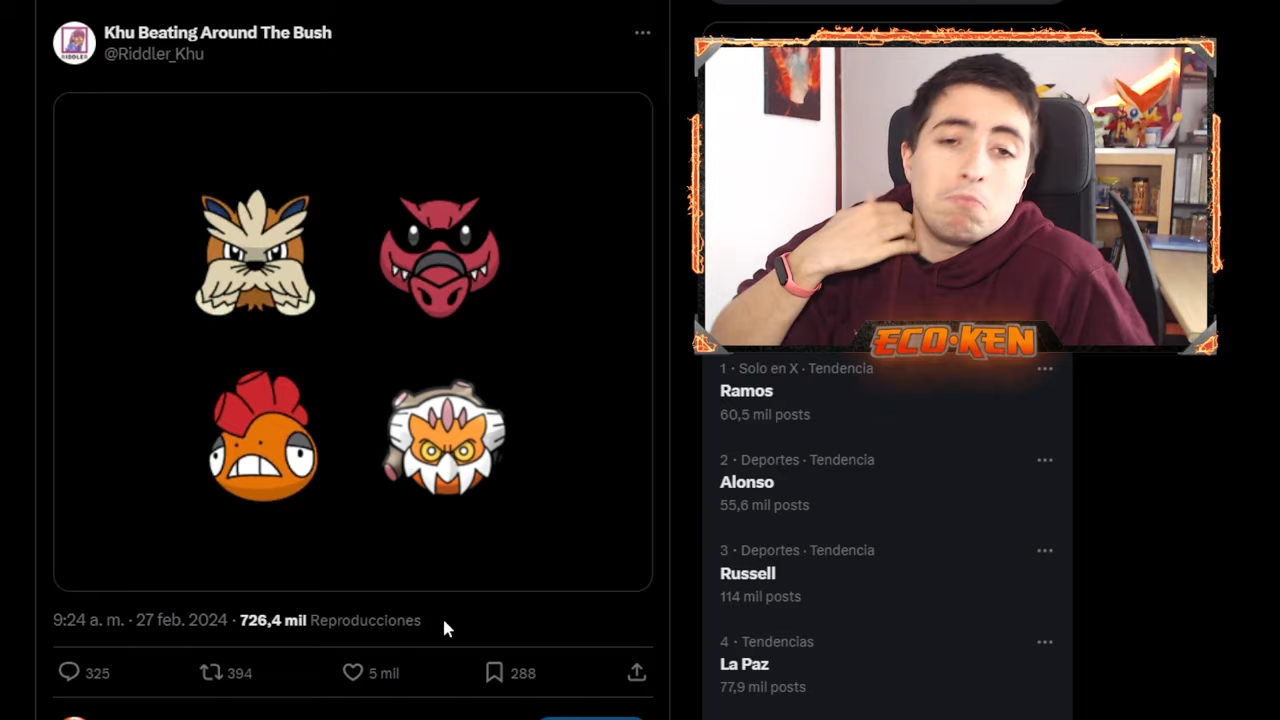 Khu Beating Around The Bush
@Riddler_Khu
RIDDLER
9:24 a. m. · 27 feb. 2024 · 726,4 mil Reproducciones
325
394
5 mil
288
ECO·KEN
1 · Solo en X · Tendencia
Ramos
60,5 mil posts
2 · Deportes · Tendencia
Alonso
55,6 mil posts
3 · Deportes · Tendencia
Russell
114 mil posts
4 · Tendencias
La Paz
77,9 mil posts